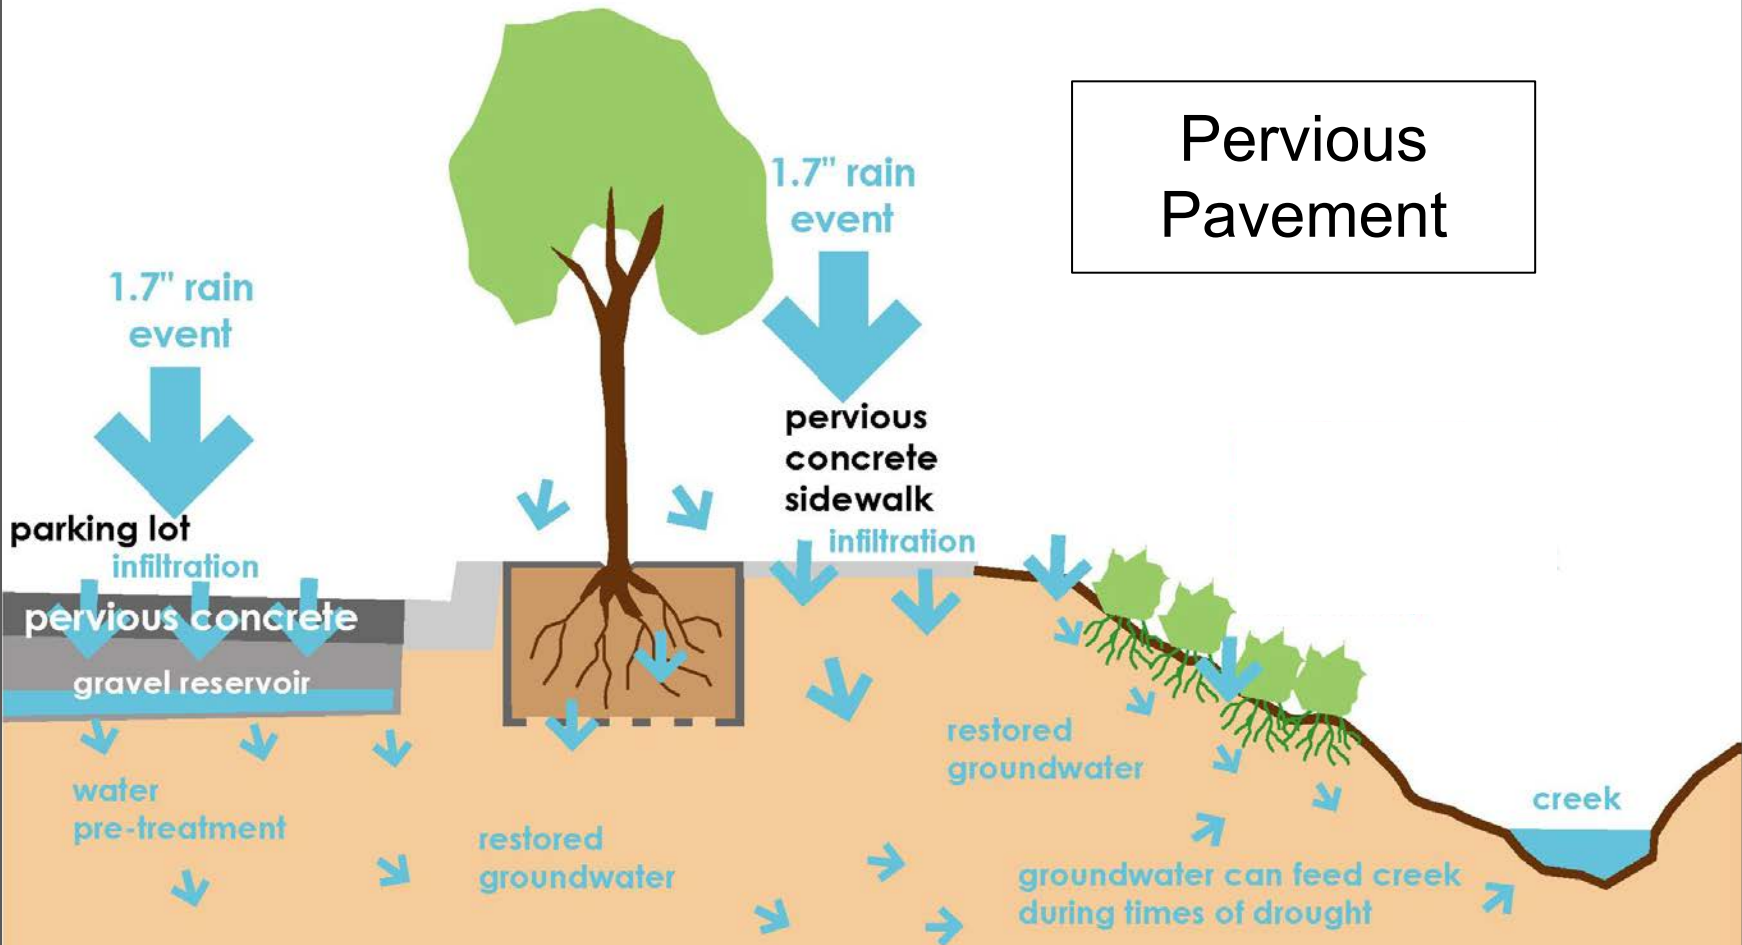 Pervious
Pavement
1.7" rain
event
1.7" rain
event
pervious
concrete
sidewalk
infiltration
parking lot
infiltration
pervious concrete
gravel reservoir
water
pre-treatment
restored
groundwater
restored
groundwater
creek
groundwater can feed creek
during times of drought